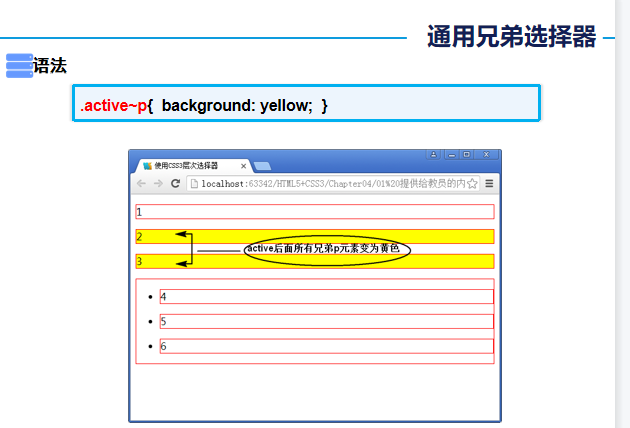 通用兄弟选择器
语法
.active~p{ background: yellow; }
使用CSS3层次选择器
localhost:63342/HTML5+CSS3/Chapter04/01%20提供给教员的内
1
2
active后面所有兄弟p元素变为黄色
3
4
5
6